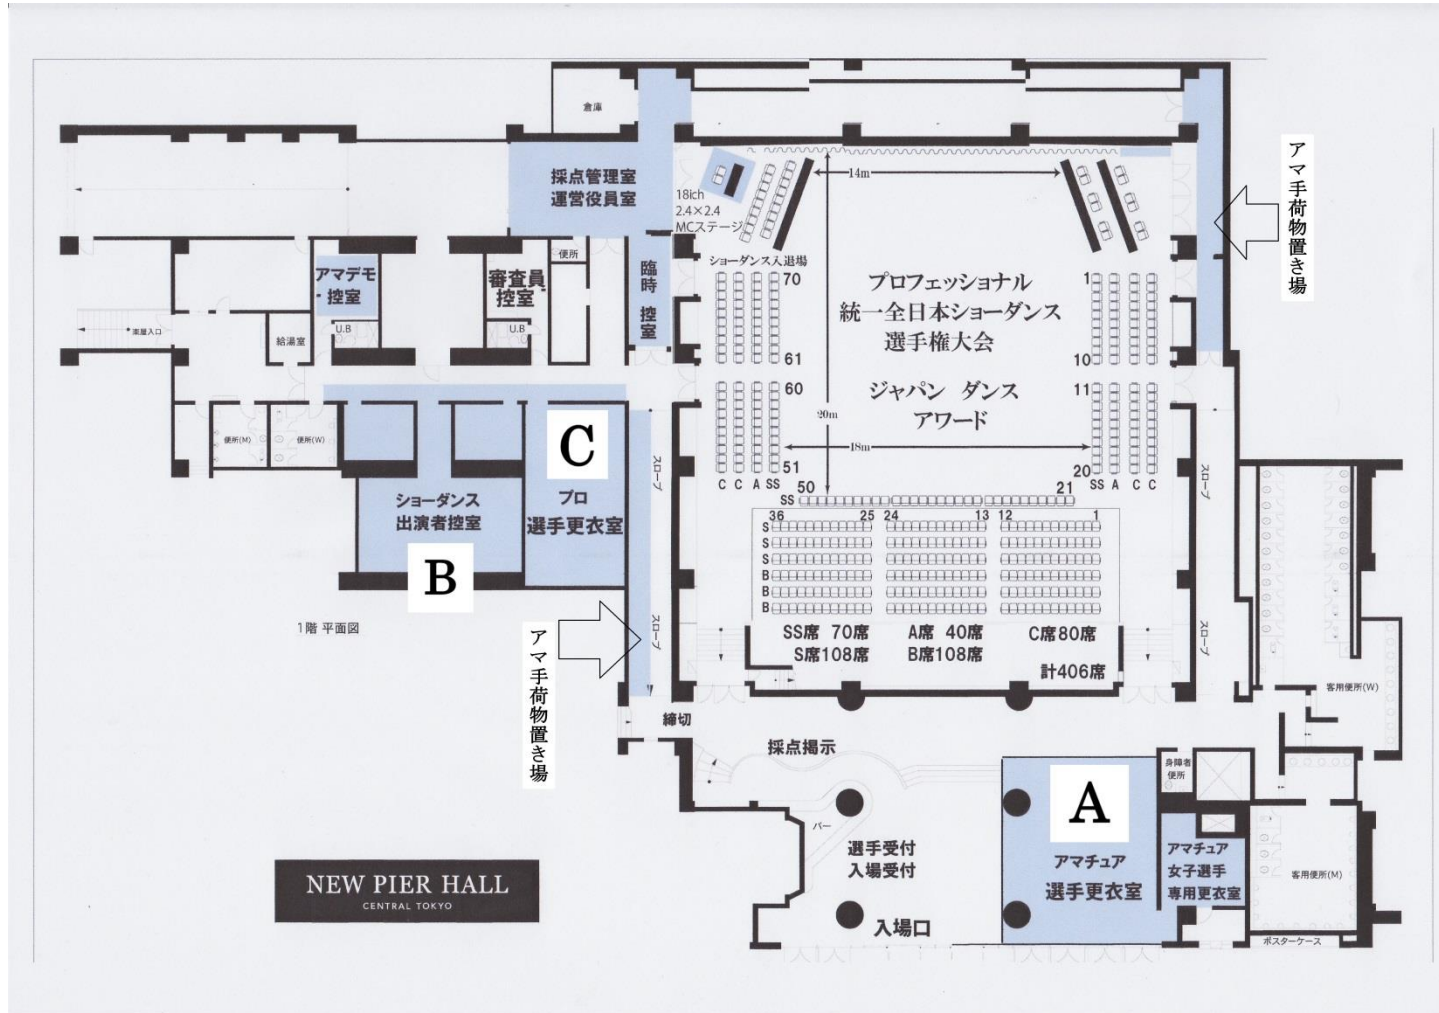 倉庫
採点管理室
運営役員室
18ich
2.4×2.4
MCステージ
14m
アマ手荷物置き場
アマデモ
控室
審査員
控室
便所
臨時 控室
ショーダンス入退場
70
1
プロフェッショナル
統一全日本ショーダンス
選手権大会
楽屋入口
給湯室
U.B
U.B
61
10
60
11
ジャパン ダンス
アワード
20m
18m
便所(M)
便所(W)
C
スロープ
スロープ
51
20
C C A SS
50
21
SS A C C
SS
ショーダンス
出演者控室
プロ
選手更衣室
36
25
24
13
12
1
S
S
S
B
B
B
B
1階 平面図
アマ手荷物置き場
スロープ
スロープ
SS席 70席
A席 40席
C席80席
S席108席
B席108席
計406席
客用便所(W)
締切
採点掲示
身障者
便所
A
バー
選手受付
入場受付
アマチュア
選手更衣室
アマチュア
女子選手
専用更衣室
客用便所(M)
NEW PIER HALL
CENTRAL TOKYO
入場口
ポスターケース